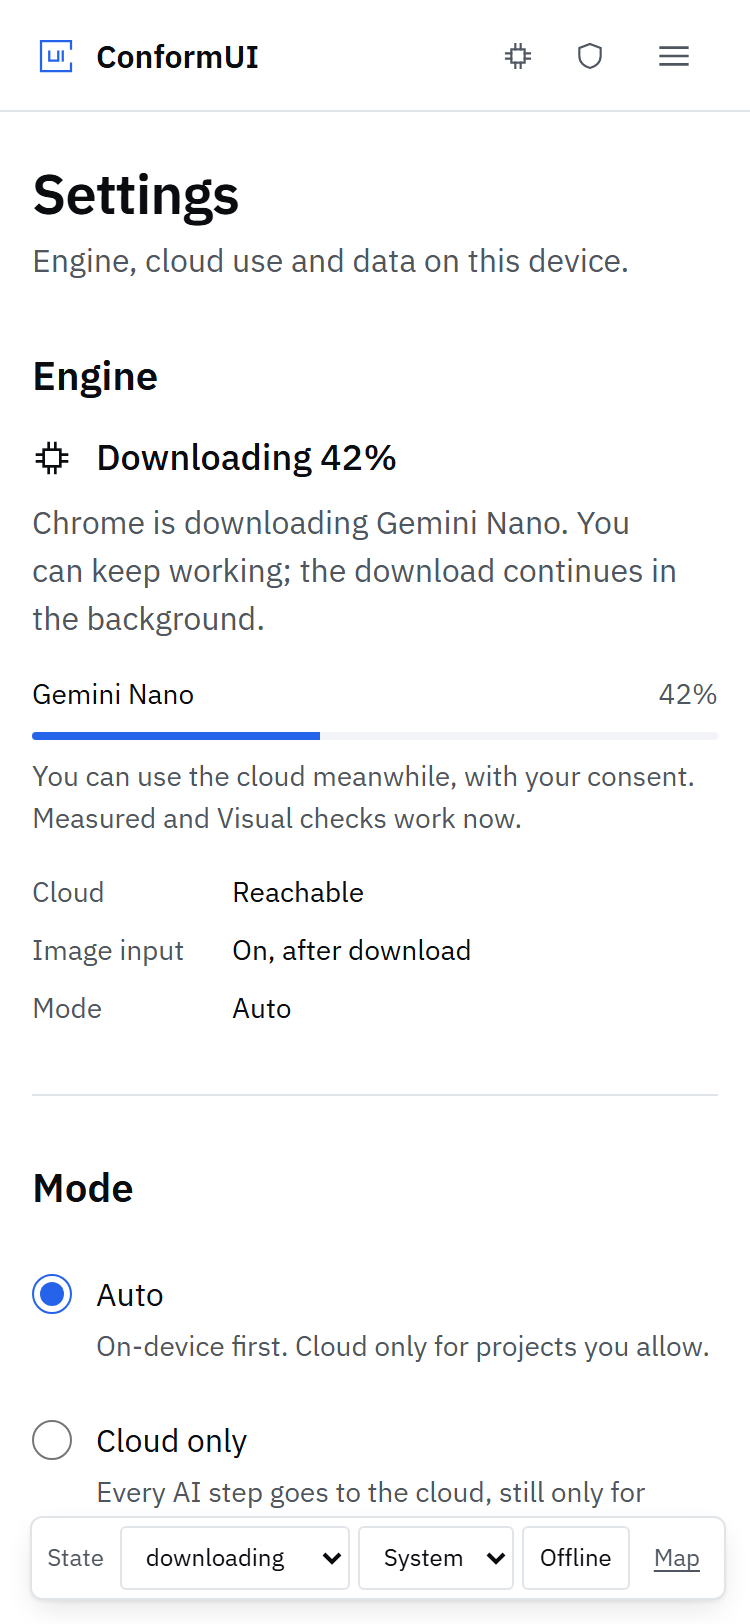 UI ConformUI
Settings
Engine, cloud use and data on this device.
Engine
Downloading 42%
Chrome is downloading Gemini Nano. You
can keep working; the download continues in
the background.
Gemini Nano 42%
You can use the cloud meanwhile, with your consent.
Measured and Visual checks work now.
Cloud Reachable
Image input On, after download
Mode Auto
Mode
Auto
On-device first. Cloud only for projects you allow.
Cloud only
Every AI step goes to the cloud, still only for
State downloading System Offline Map